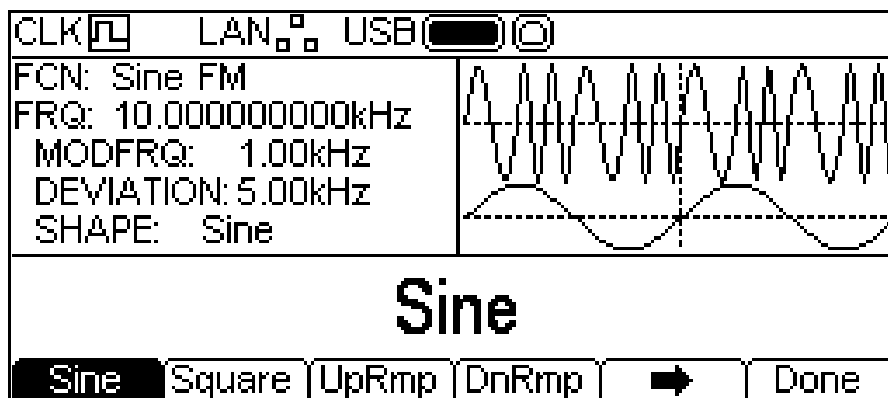 CLK LAN USB
FCN: Sine FM
FRQ: 10.000000000kHz
MODFRQ: 1.00kHz
DEVIATION: 5.00kHz
SHAPE: Sine
Sine
Sine Square UpRmp DnRmp Done